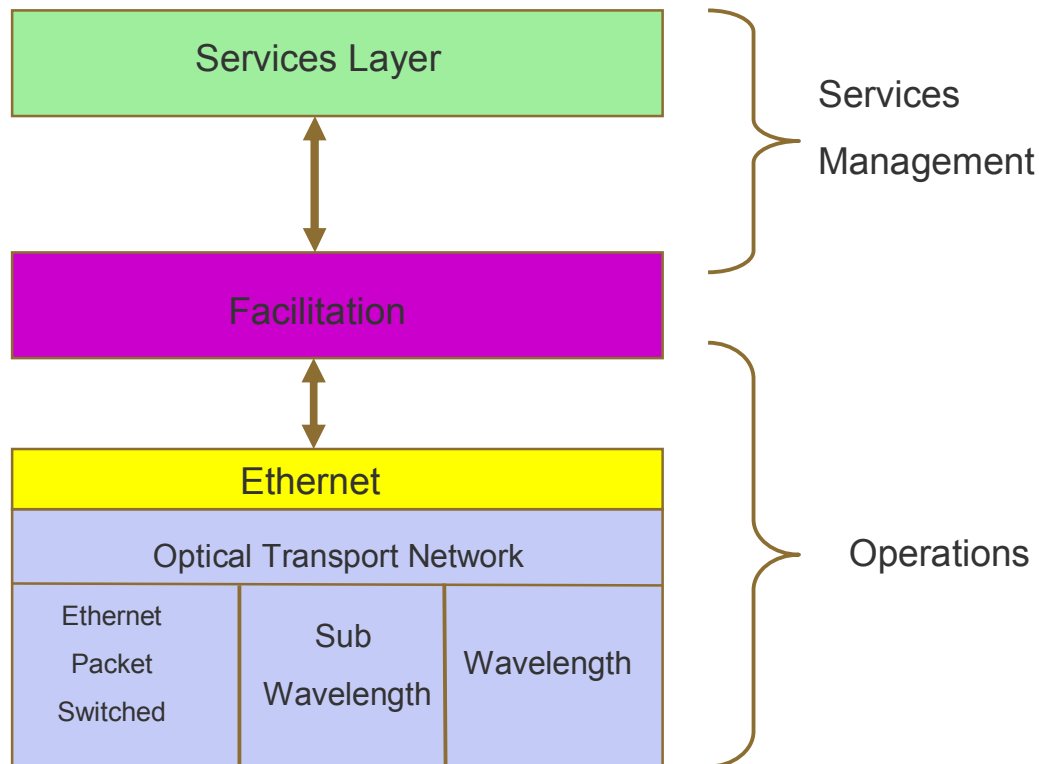 Services Layer
Services
Management
Facilitation
Ethernet
Optical Transport Network
Operations
Ethernet
Packet
Switched
Sub
Wavelength
Wavelength